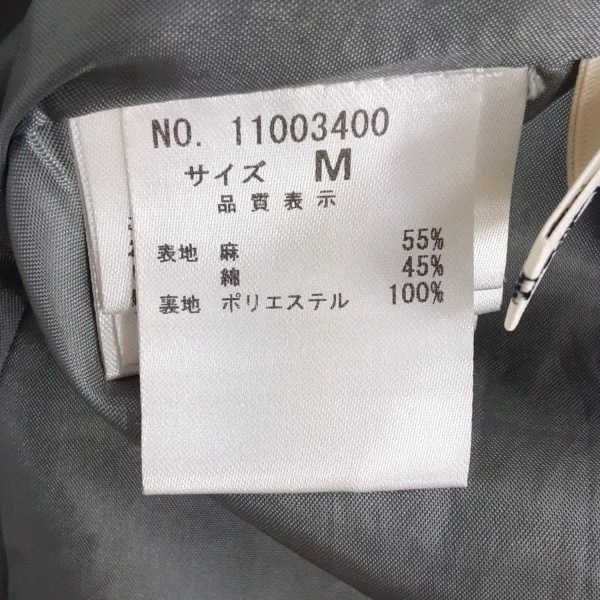 NO. 11003400
サイズ M
品質表示
表地 麻 55%
綿 45%
裏地 ポリエステル 100%